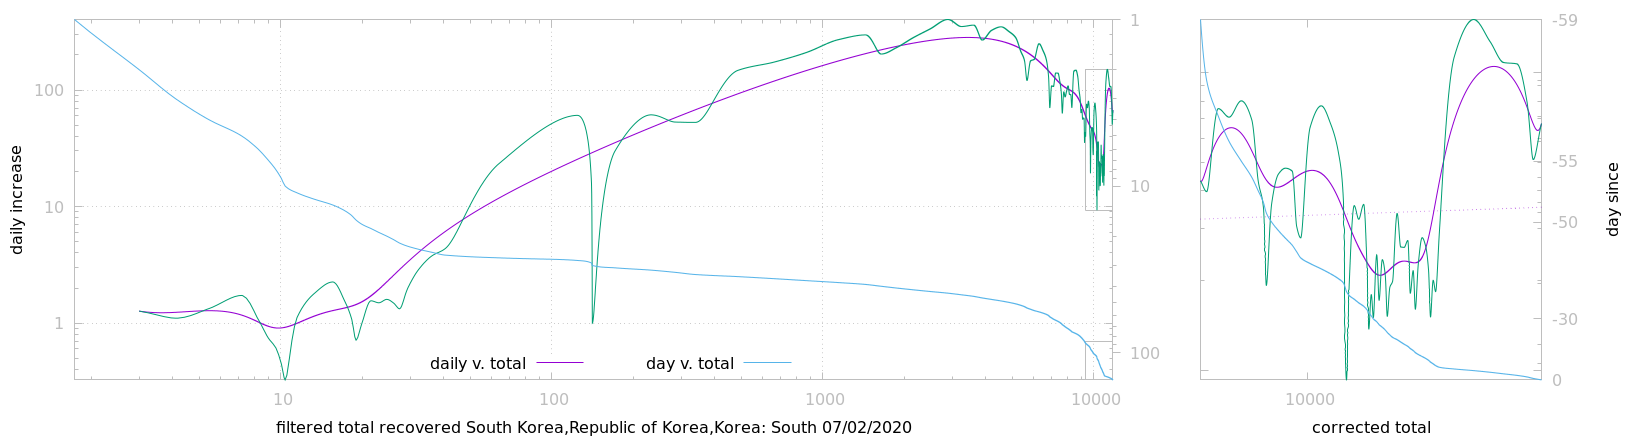 daily increase
100
10
1
10
100
1000
10000
1
10
100
daily v. total
day v. total
filtered total recovered South Korea,Republic of Korea,Korea: South 07/02/2020
-59
-55
-50
-30
0
day since
10000
corrected total